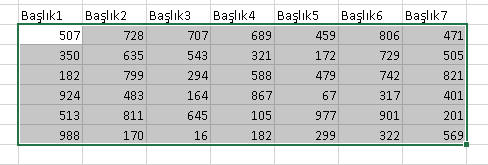 Başlık1 Başlık2 Başlık3 Başlık4 Başlık5 Başlık6 Başlık7
507 728 707 689 459 806 471
350 635 543 321 172 729 505
182 799 294 588 479 742 821
924 483 164 867 67 317 401
513 811 645 105 977 901 201
988 170 16 182 299 322 569